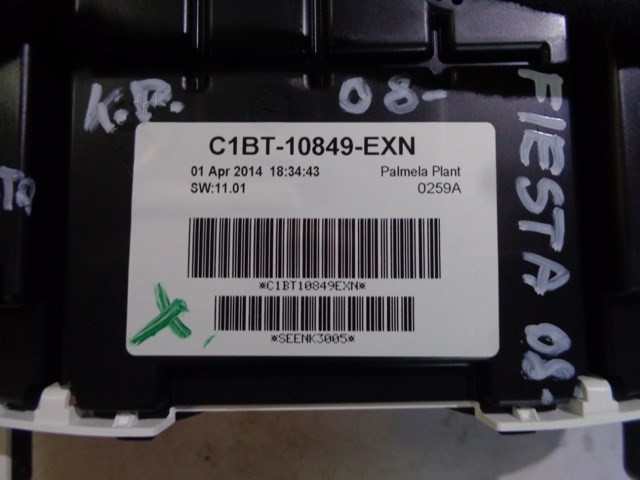 K.P.
08-
FIESTA 08-
C1BT-10849-EXN
01 Apr 2014 18:34:43 Palmela Plant
SW:11.01 0259A
*C1BT10849EXN*
*SEENK3005*